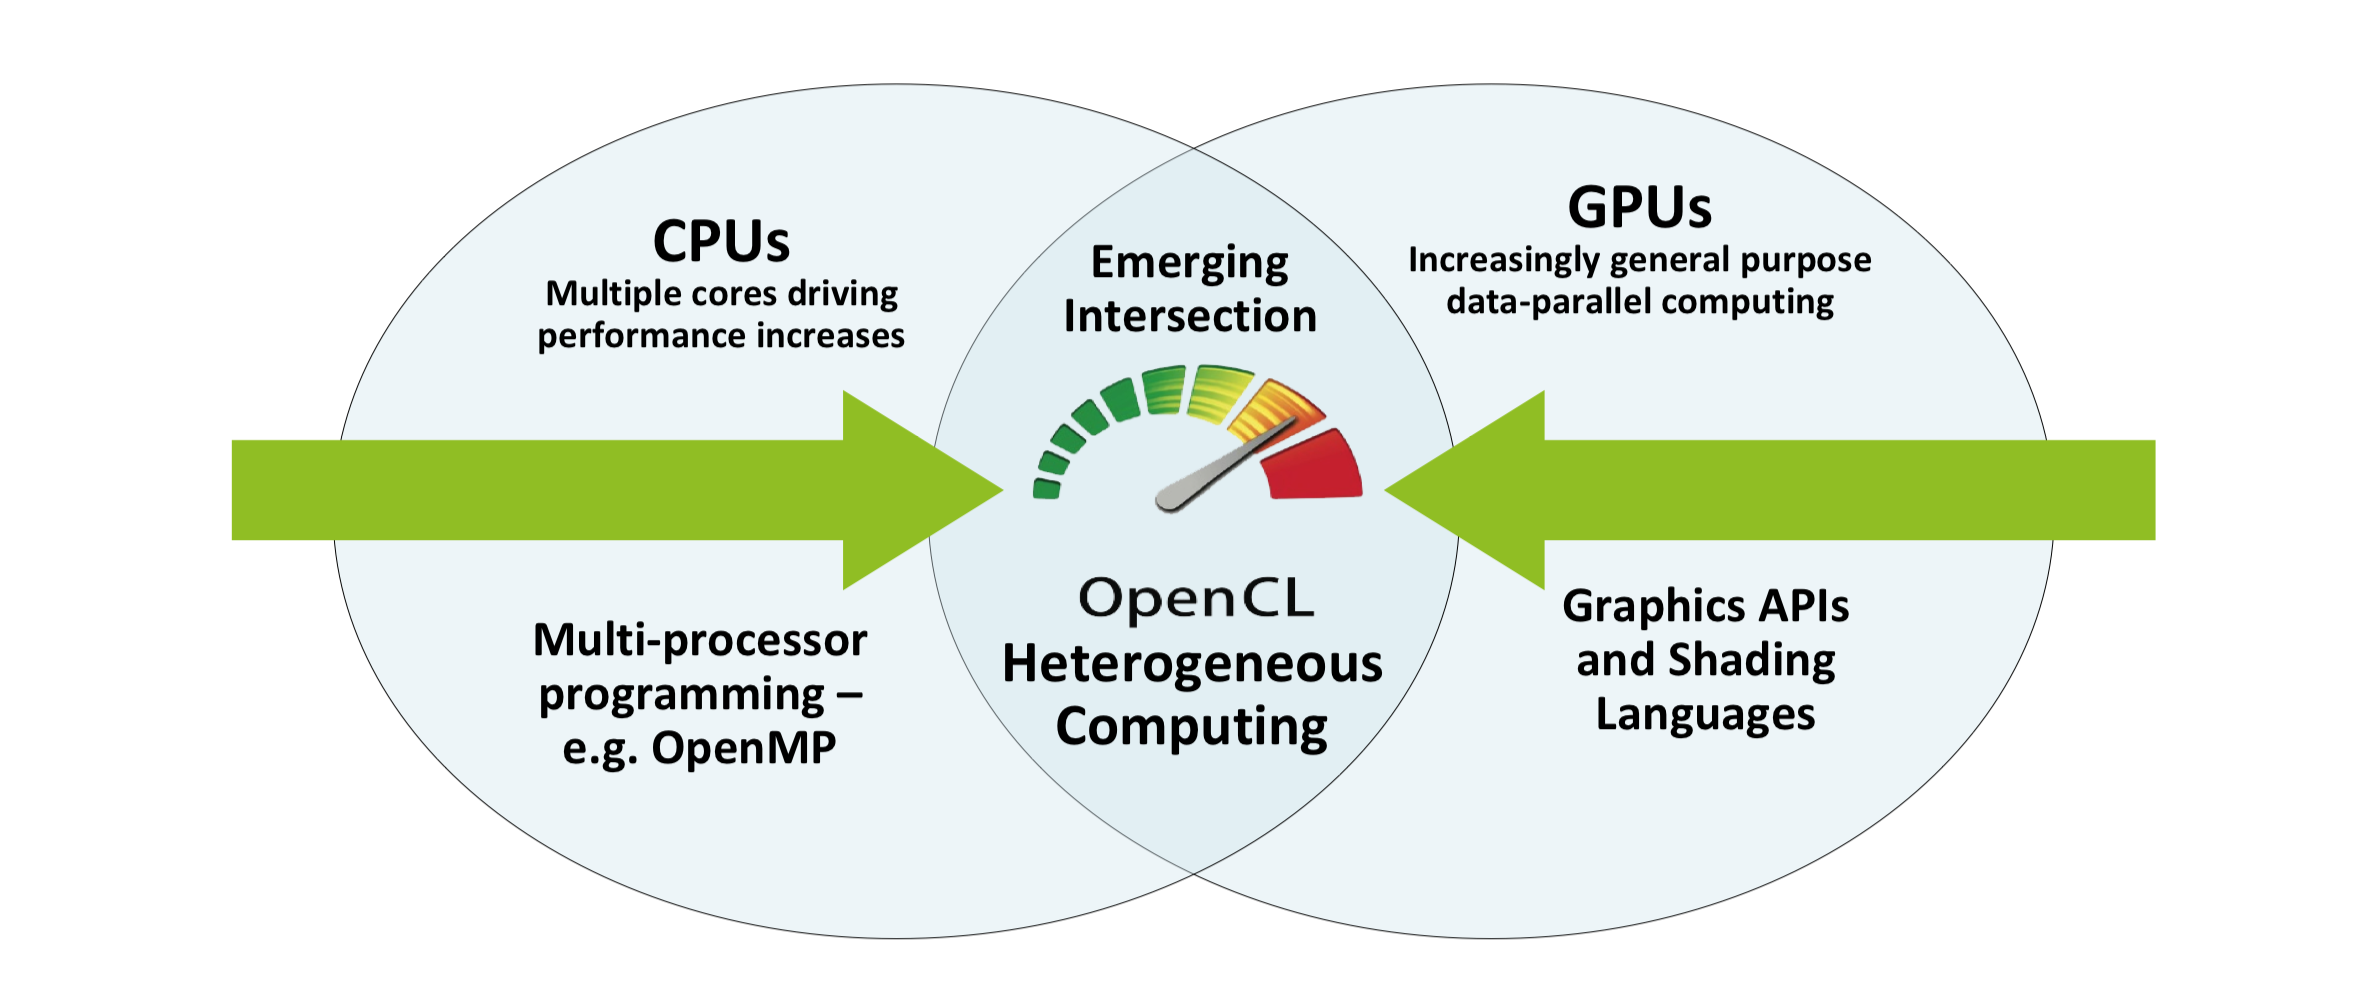 CPUs
Multiple cores driving
performance increases
Multi-processor
programming –
e.g. OpenMP
Emerging
Intersection
OpenCL
Heterogeneous
Computing
GPUs
Increasingly general purpose
data-parallel computing
Graphics APIs
and Shading
Languages